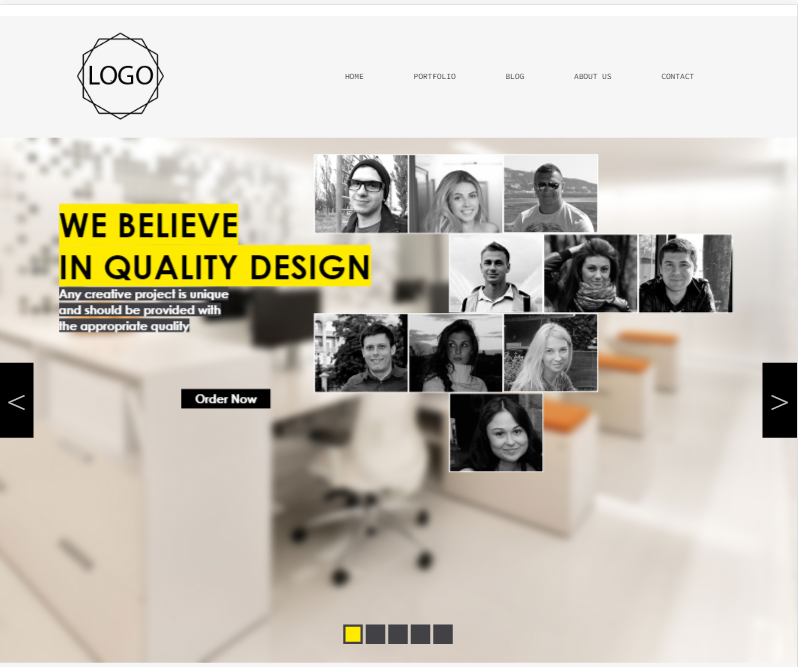 LOGO
HOME PORTFOLIO BLOG ABOUT US CONTACT
WE BELIEVE
IN QUALITY DESIGN
Any creative project is unique
and should be provided with
the appropriate quality
Order Now
< >